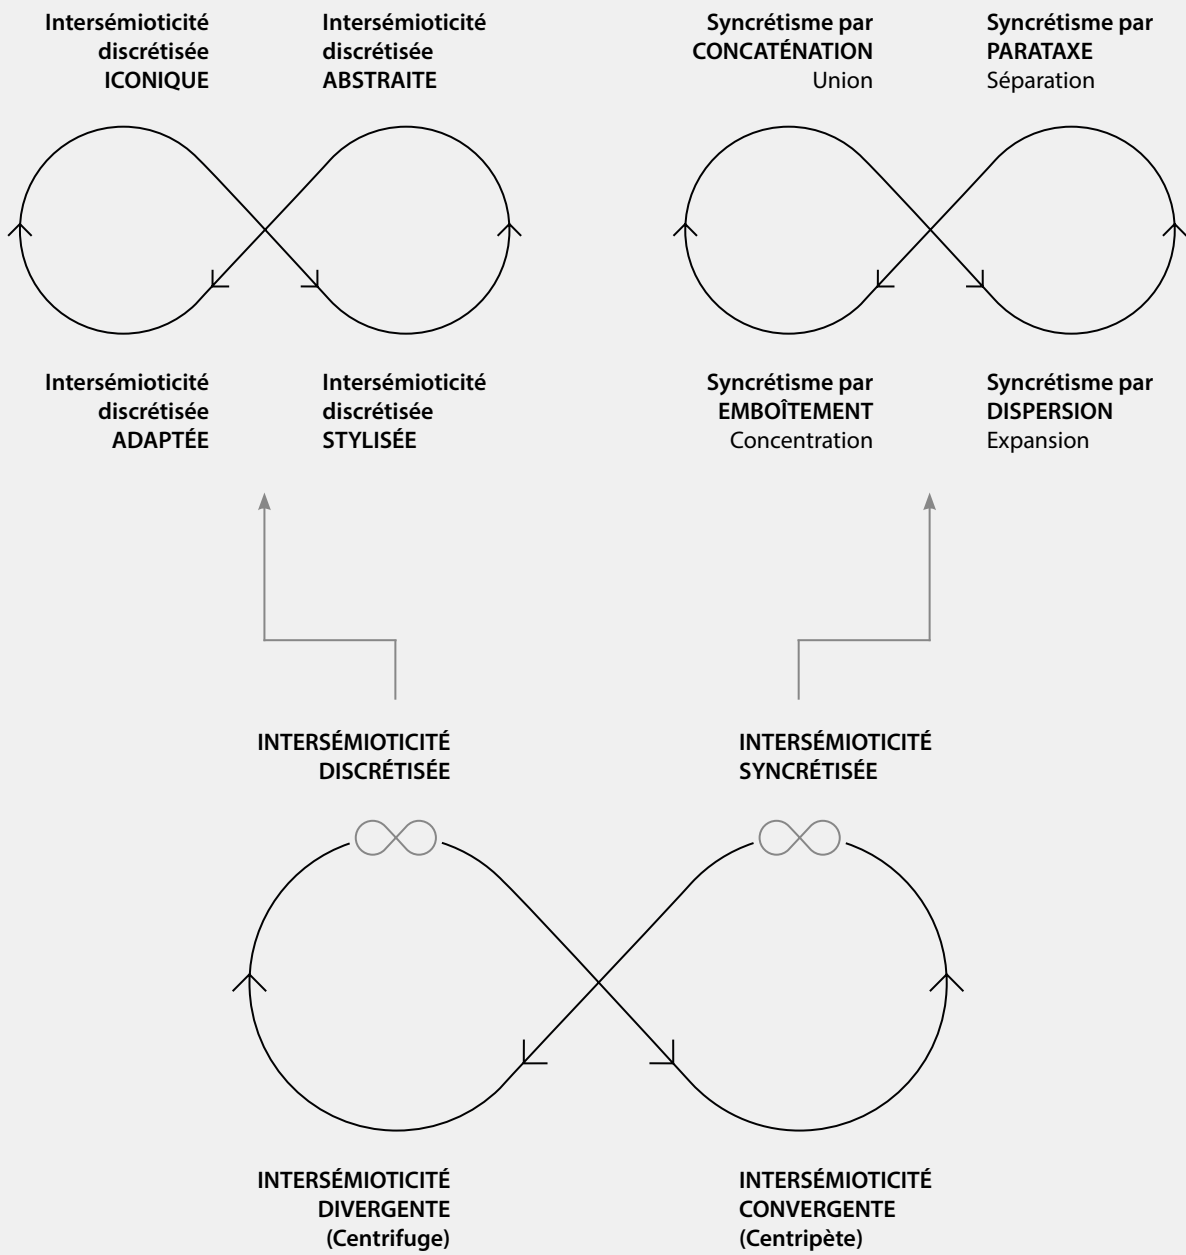 Intersémioticité
discrétisée
ICONIQUE
Intersémioticité
discrétisée
ABSTRAITE
Syncrétisme par
CONCATÉNATION
Union
Syncrétisme par
PARATAXE
Séparation
Intersémioticité
discrétisée
ADAPTÉE
Intersémioticité
discrétisée
STYLISÉE
Syncrétisme par
EMBOÎTEMENT
Concentration
Syncrétisme par
DISPERSION
Expansion
INTERSÉMIOTICITÉ
DISCRÉTISÉE
INTERSÉMIOTICITÉ
SYNCRÉTISÉE
INTERSÉMIOTICITÉ
DIVERGENTE
(Centrifuge)
INTERSÉMIOTICITÉ
CONVERGENTE
(Centripète)